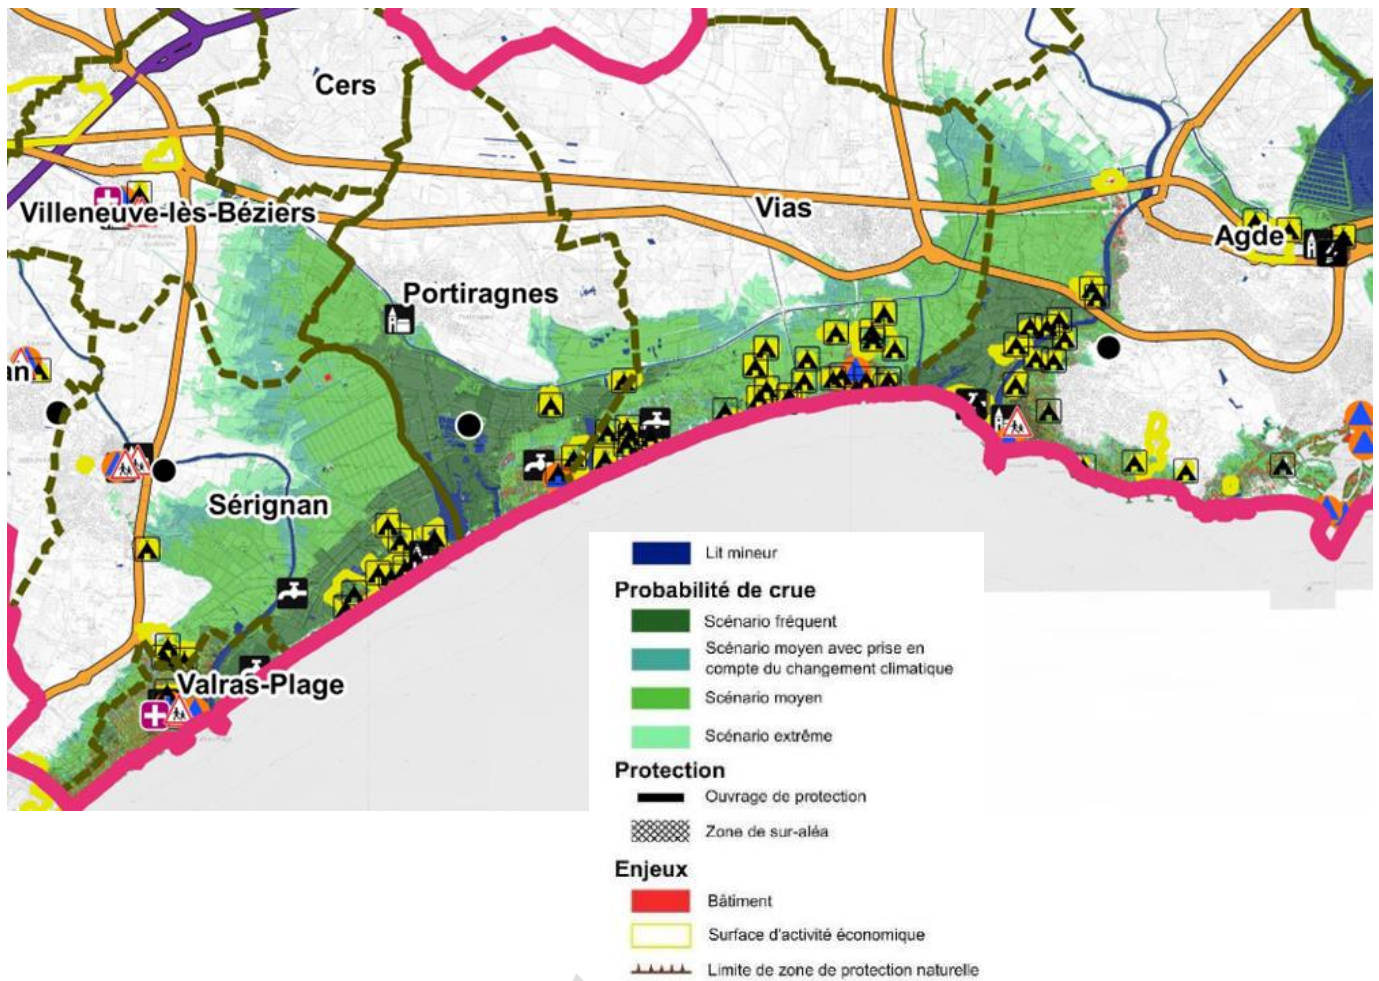 Cers
Villeneuve-lès-Béziers
Vias
Agde
Portiragnes
an
Sérignan
Valras-Plage
Lit mineur
Probabilité de crue
Scénario fréquent
Scénario moyen avec prise en
compte du changement climatique
Scénario moyen
Scénario extrême
Protection
Ouvrage de protection
Zone de sur-aléa
Enjeux
Bâtiment
Surface d'activité économique
Limite de zone de protection naturelle